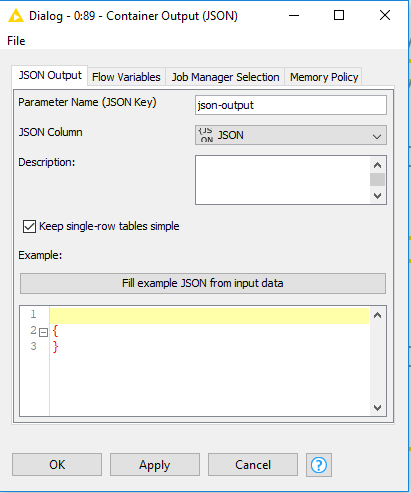 Dialog - 0:89 - Container Output (JSON)
File
JSON Output Flow Variables Job Manager Selection Memory Policy
Parameter Name (JSON Key) json-output
JSON Column {JS ON JSON
Description:
Keep single-row tables simple
Example:
Fill example JSON from input data
1
2 {
3 }
OK Apply Cancel ?